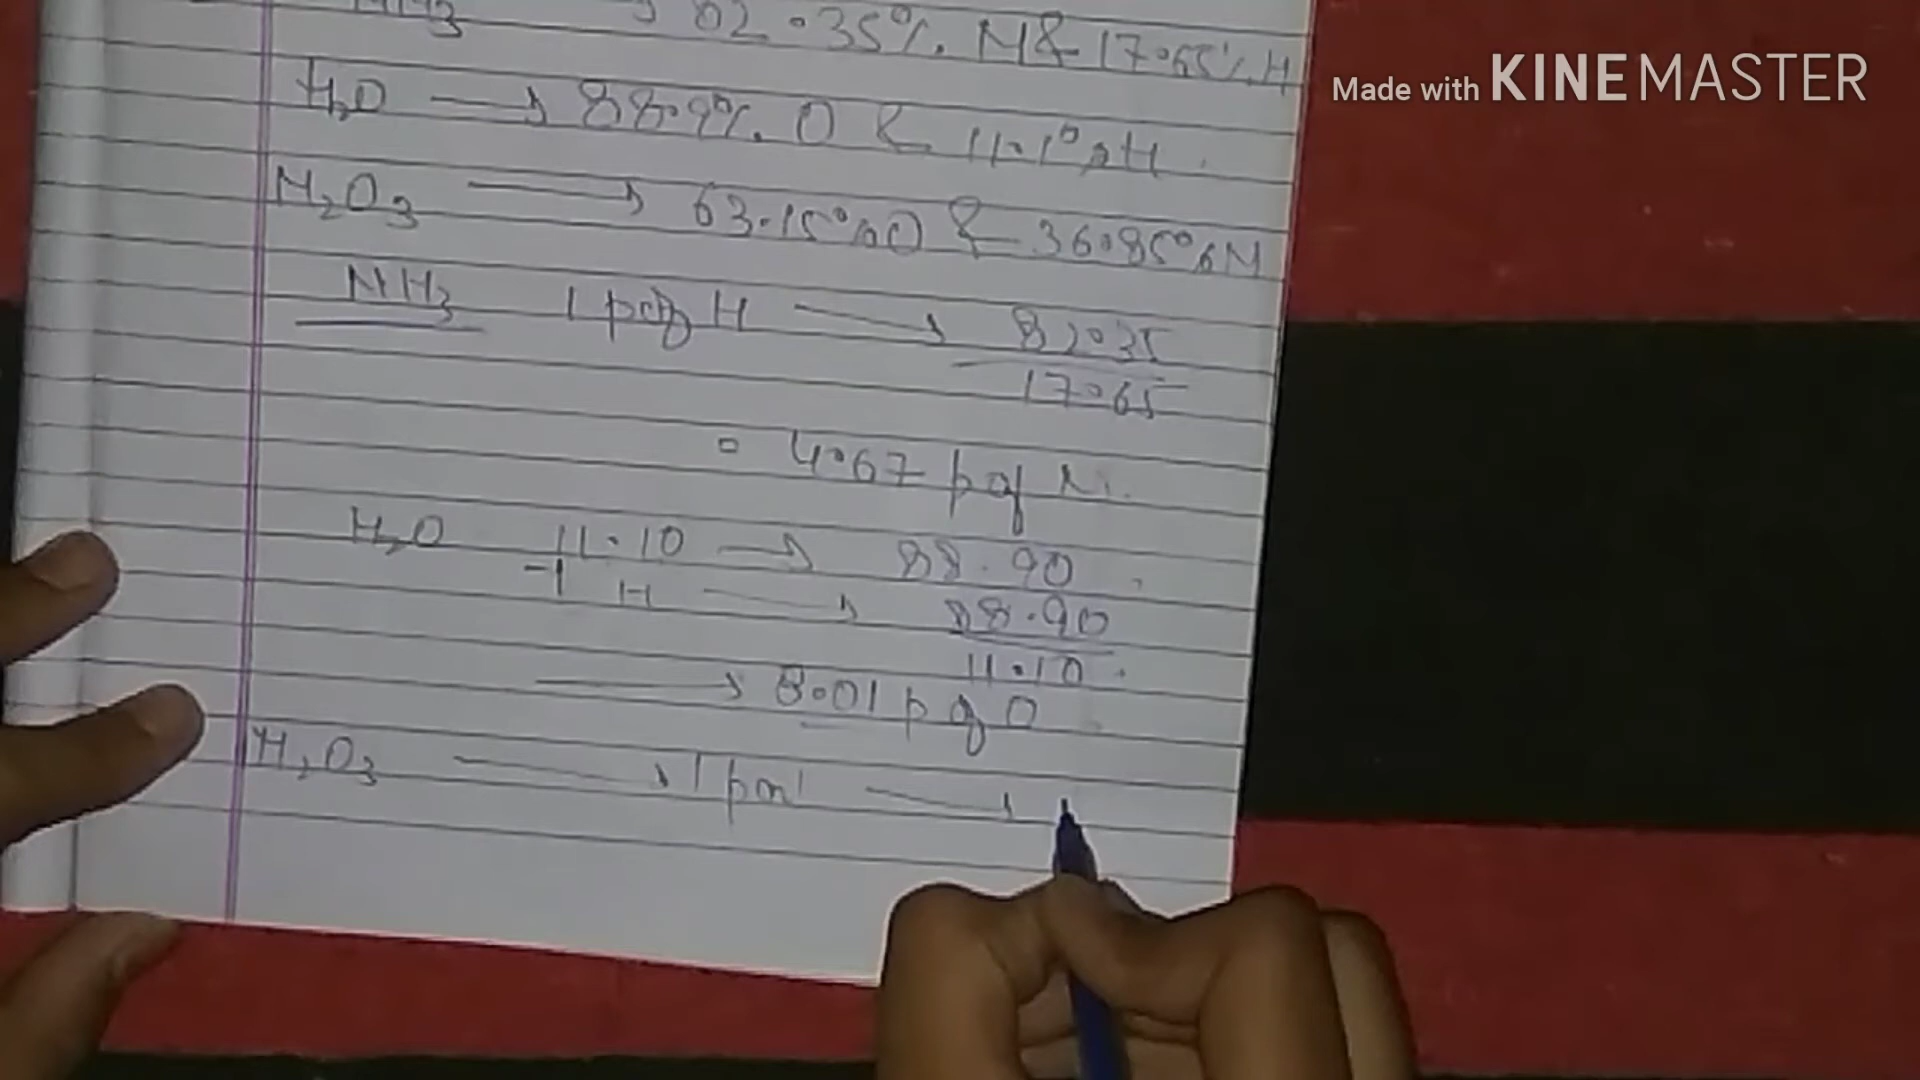 NH3 → 82.35% N & 17.65% H
Made with KINEMASTER
H2O → 88.9% O & 11.1% H.
N2O3 → 63.15% O & 36.85% N
NH3 1 p of H → 82.35
17.65
= 4.67 p of N.
H2O 11.10 → 88.90
-1 H → 88.90
11.10
→ 8.01 p of O
N2O3 → 1 p →